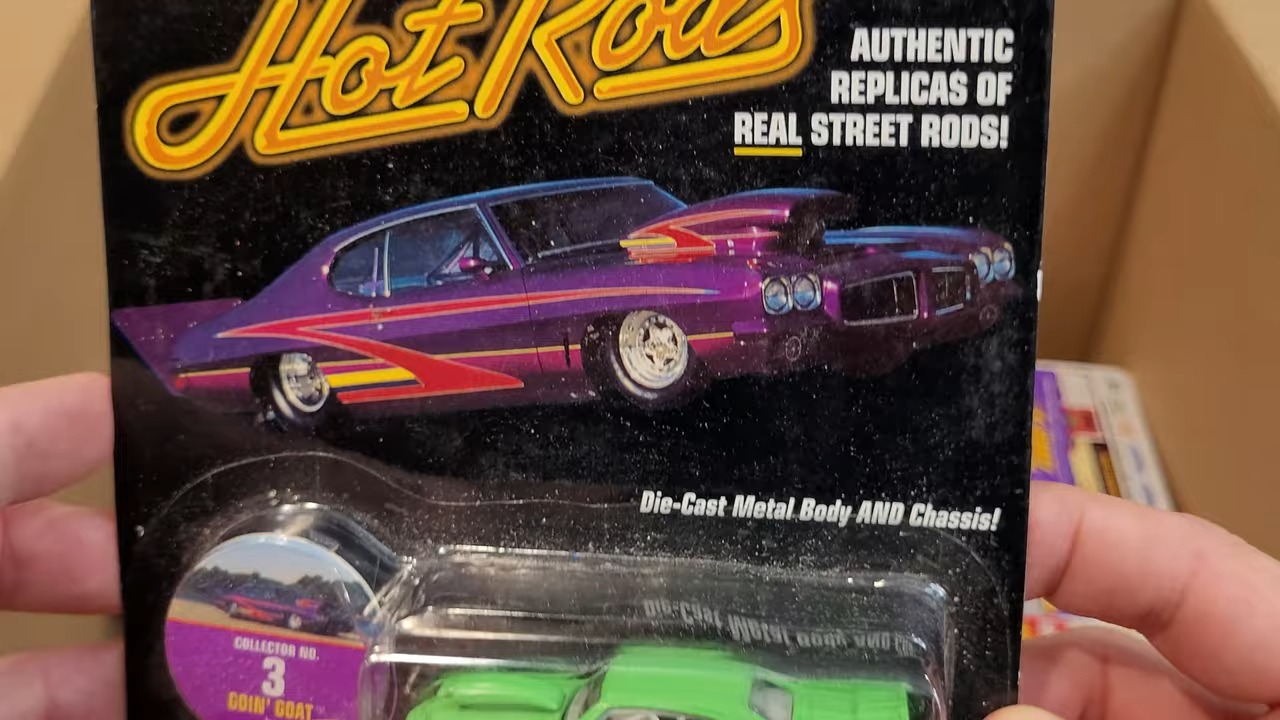 Hot Rods
AUTHENTIC
REPLICAS OF
REAL STREET RODS!
Die-Cast Metal Body AND Chassis!
COLLECTOR NO.
3
GOIN' GOAT